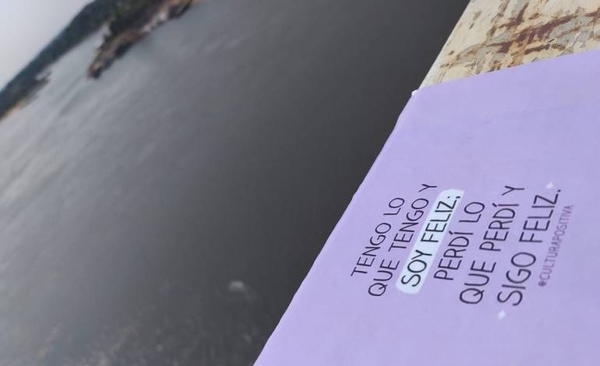 TENGO LO
QUE TENGO Y
SOY FELIZ;
PERDÍ LO
QUE PERDÍ Y
SIGO FELIZ.
@CULTURAPOSITIVA